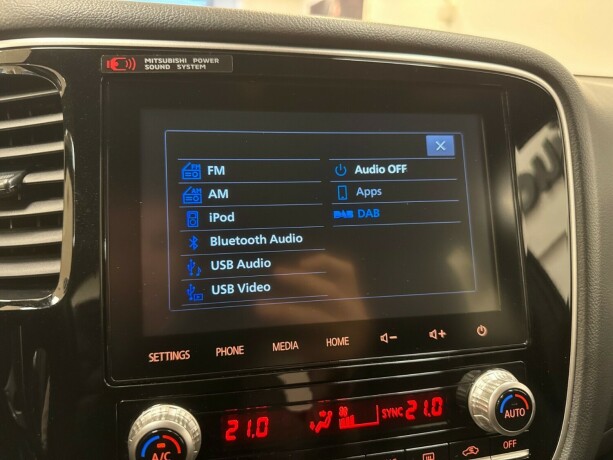 MITSUBISHI POWER
SOUND SYSTEM
FM
AM
iPod
Bluetooth Audio
USB Audio
USB Video
Audio OFF
Apps
DAB DAB
SETTINGS
PHONE
MEDIA
HOME
21.0
SYNC 21.0
A/C
AUTO
OFF